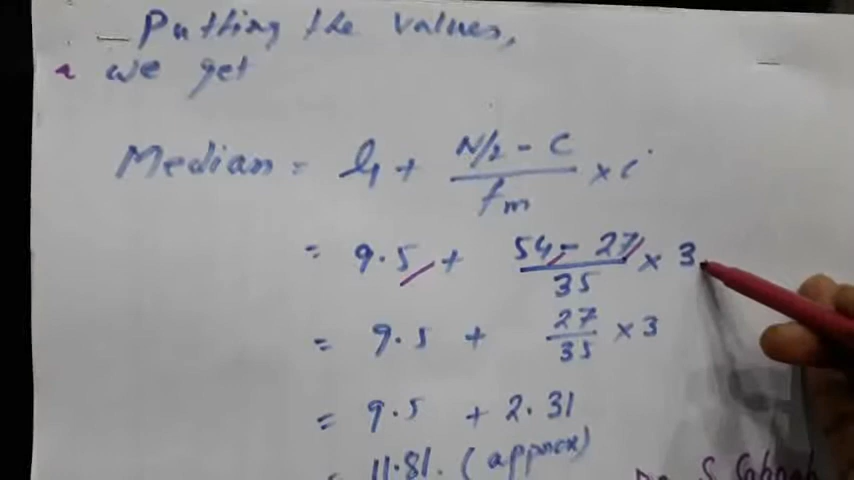 Putting the values,
we get
Median = l₁ + (N/2 - C)/fm × i
= 9.5 + (54 - 27)/35 × 3
= 9.5 + 27/35 × 3
= 9.5 + 2.31
= 11.81. (approx)